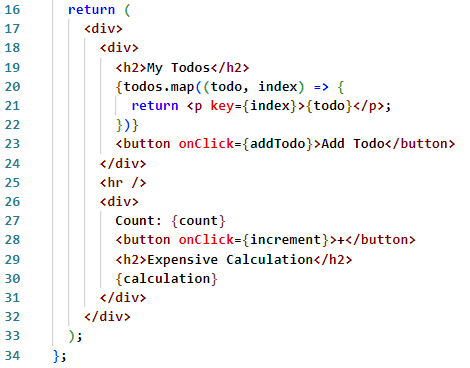 16 return (
17 <div>
18 <div>
19 <h2>My Todos</h2>
20 {todos.map((todo, index) => {
21 return <p key={index}>{todo}</p>;
22 })}
23 <button onClick={addTodo}>Add Todo</button>
24 </div>
25 <hr />
26 <div>
27 Count: {count}
28 <button onClick={increment}>+</button>
29 <h2>Expensive Calculation</h2>
30 {calculation}
31 </div>
32 </div>
33 );
34 };